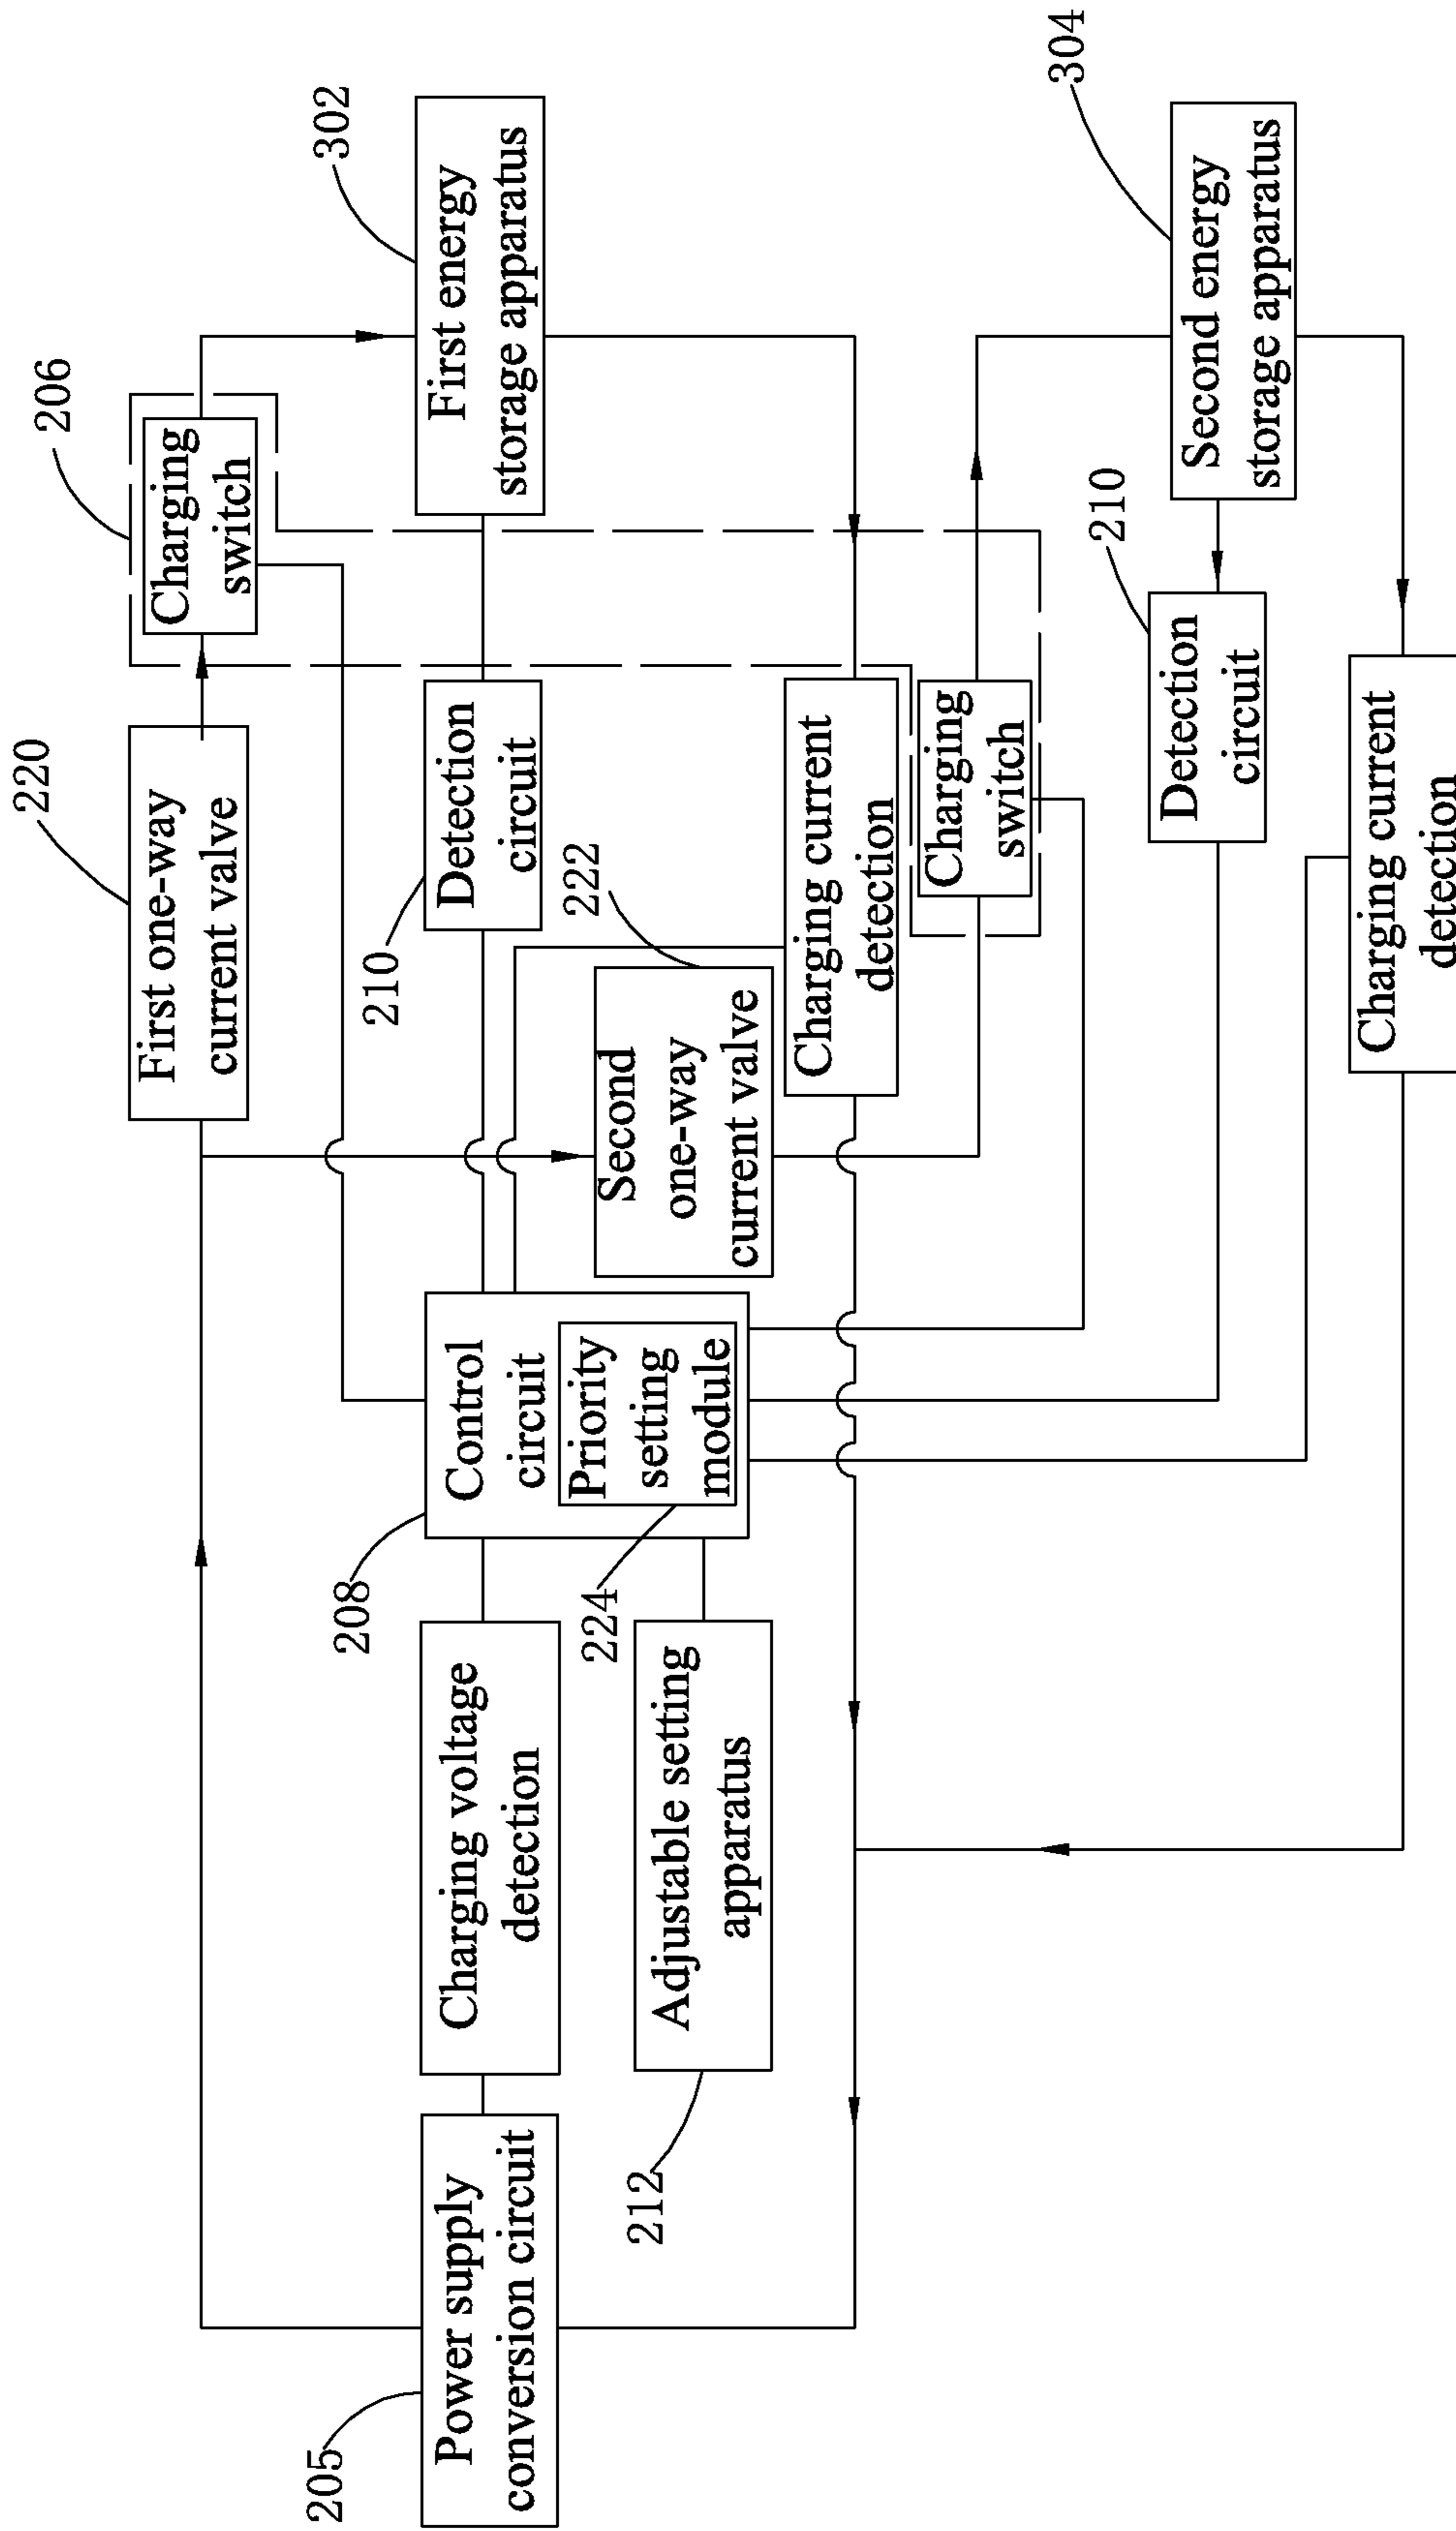 220
First one-way
current valve
206
Charging
switch
302
First energy
storage apparatus
205
Power supply
conversion circuit
Charging voltage
detection
208
Control
circuit
224
Priority
setting
module
210
Detection
circuit
212
Adjustable setting
apparatus
222
Second
one-way
current valve
Charging current
detection
Charging
switch
210
Detection
circuit
304
Second energy
storage apparatus
Charging current
detection